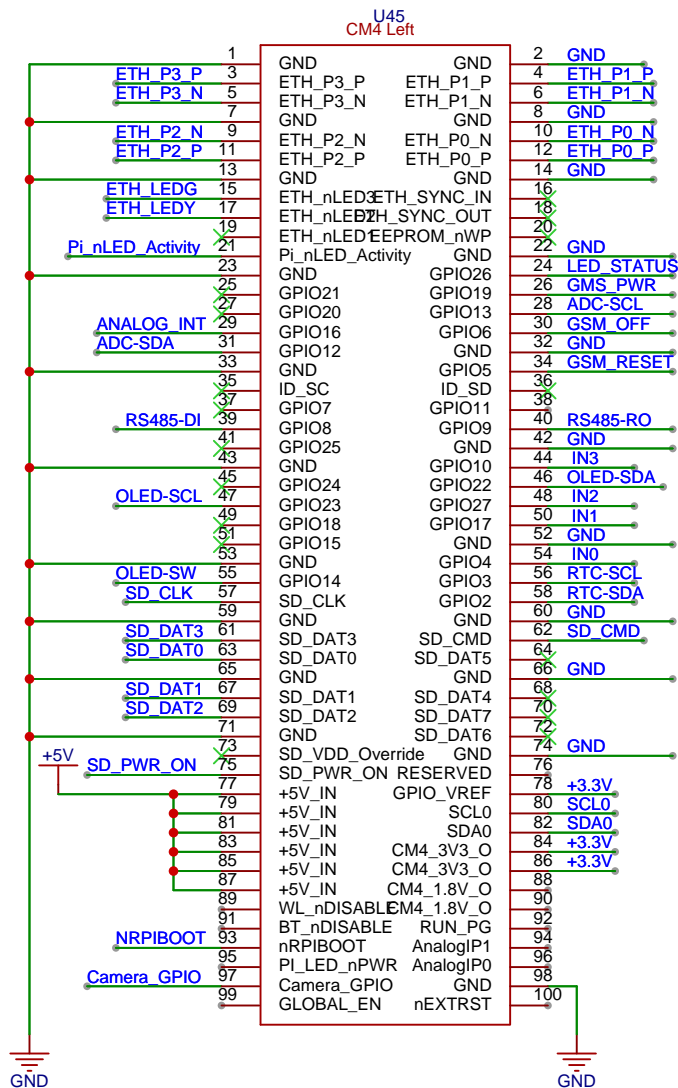 U45
CM4 Left
1 GND GND 2 GND
ETH_P3_P 3 ETH_P3_P ETH_P1_P 4 ETH_P1_P
ETH_P3_N 5 ETH_P3_N ETH_P1_N 6 ETH_P1_N
7 GND GND 8 GND
ETH_P2_N 9 ETH_P2_N ETH_P0_N 10 ETH_P0_N
ETH_P2_P 11 ETH_P2_P ETH_P0_P 12 ETH_P0_P
13 GND GND 14 GND
ETH_LEDG 15 ETH_nLED3 ETH_SYNC_IN 16
ETH_LEDY 17 ETH_nLED2 ETH_SYNC_OUT 18
19 ETH_nLED1 EEPROM_nWP 20
Pi_nLED_Activity 21 Pi_nLED_Activity GND 22 GND
23 GND GPIO26 24 LED_STATUS
25 GPIO21 GPIO19 26 GMS_PWR
27 GPIO20 GPIO13 28 ADC-SCL
ANALOG_INT 29 GPIO16 GPIO6 30 GSM_OFF
ADC-SDA 31 GPIO12 GND 32 GND
33 GND GPIO5 34 GSM_RESET
35 ID_SC ID_SD 36
37 GPIO7 GPIO11 38
RS485-DI 39 GPIO8 GPIO9 40 RS485-RO
41 GPIO25 GND 42 GND
43 GND GPIO10 44 IN3
45 GPIO24 GPIO22 46 OLED-SDA
OLED-SCL 47 GPIO23 GPIO27 48 IN2
49 GPIO18 GPIO17 50 IN1
51 GPIO15 GND 52 GND
53 GND GPIO4 54 IN0
OLED-SW 55 GPIO14 GPIO3 56 RTC-SCL
SD_CLK 57 SD_CLK GPIO2 58 RTC-SDA
59 GND GND 60 GND
SD_DAT3 61 SD_DAT3 SD_CMD 62 SD_CMD
SD_DAT0 63 SD_DAT0 SD_DAT5 64
65 GND GND 66 GND
SD_DAT1 67 SD_DAT1 SD_DAT4 68
SD_DAT2 69 SD_DAT2 SD_DAT7 70
71 GND SD_DAT6 72
+5V 73 SD_VDD_Override GND 74 GND
SD_PWR_ON 75 SD_PWR_ON RESERVED 76
77 +5V_IN GPIO_VREF 78 +3.3V
79 +5V_IN SCL0 80 SCL0
81 +5V_IN SDA0 82 SDA0
83 +5V_IN CM4_3V3_O 84 +3.3V
85 +5V_IN CM4_3V3_O 86 +3.3V
87 +5V_IN CM4_1.8V_O 88
89 WL_nDISABLE CM4_1.8V_O 90
91 BT_nDISABLE RUN_PG 92
NRPIBOOT 93 nRPIBOOT AnalogIP1 94
95 PI_LED_nPWR AnalogIP0 96
Camera_GPIO 97 Camera_GPIO GND 98
99 GLOBAL_EN nEXTRST 100
GND GND